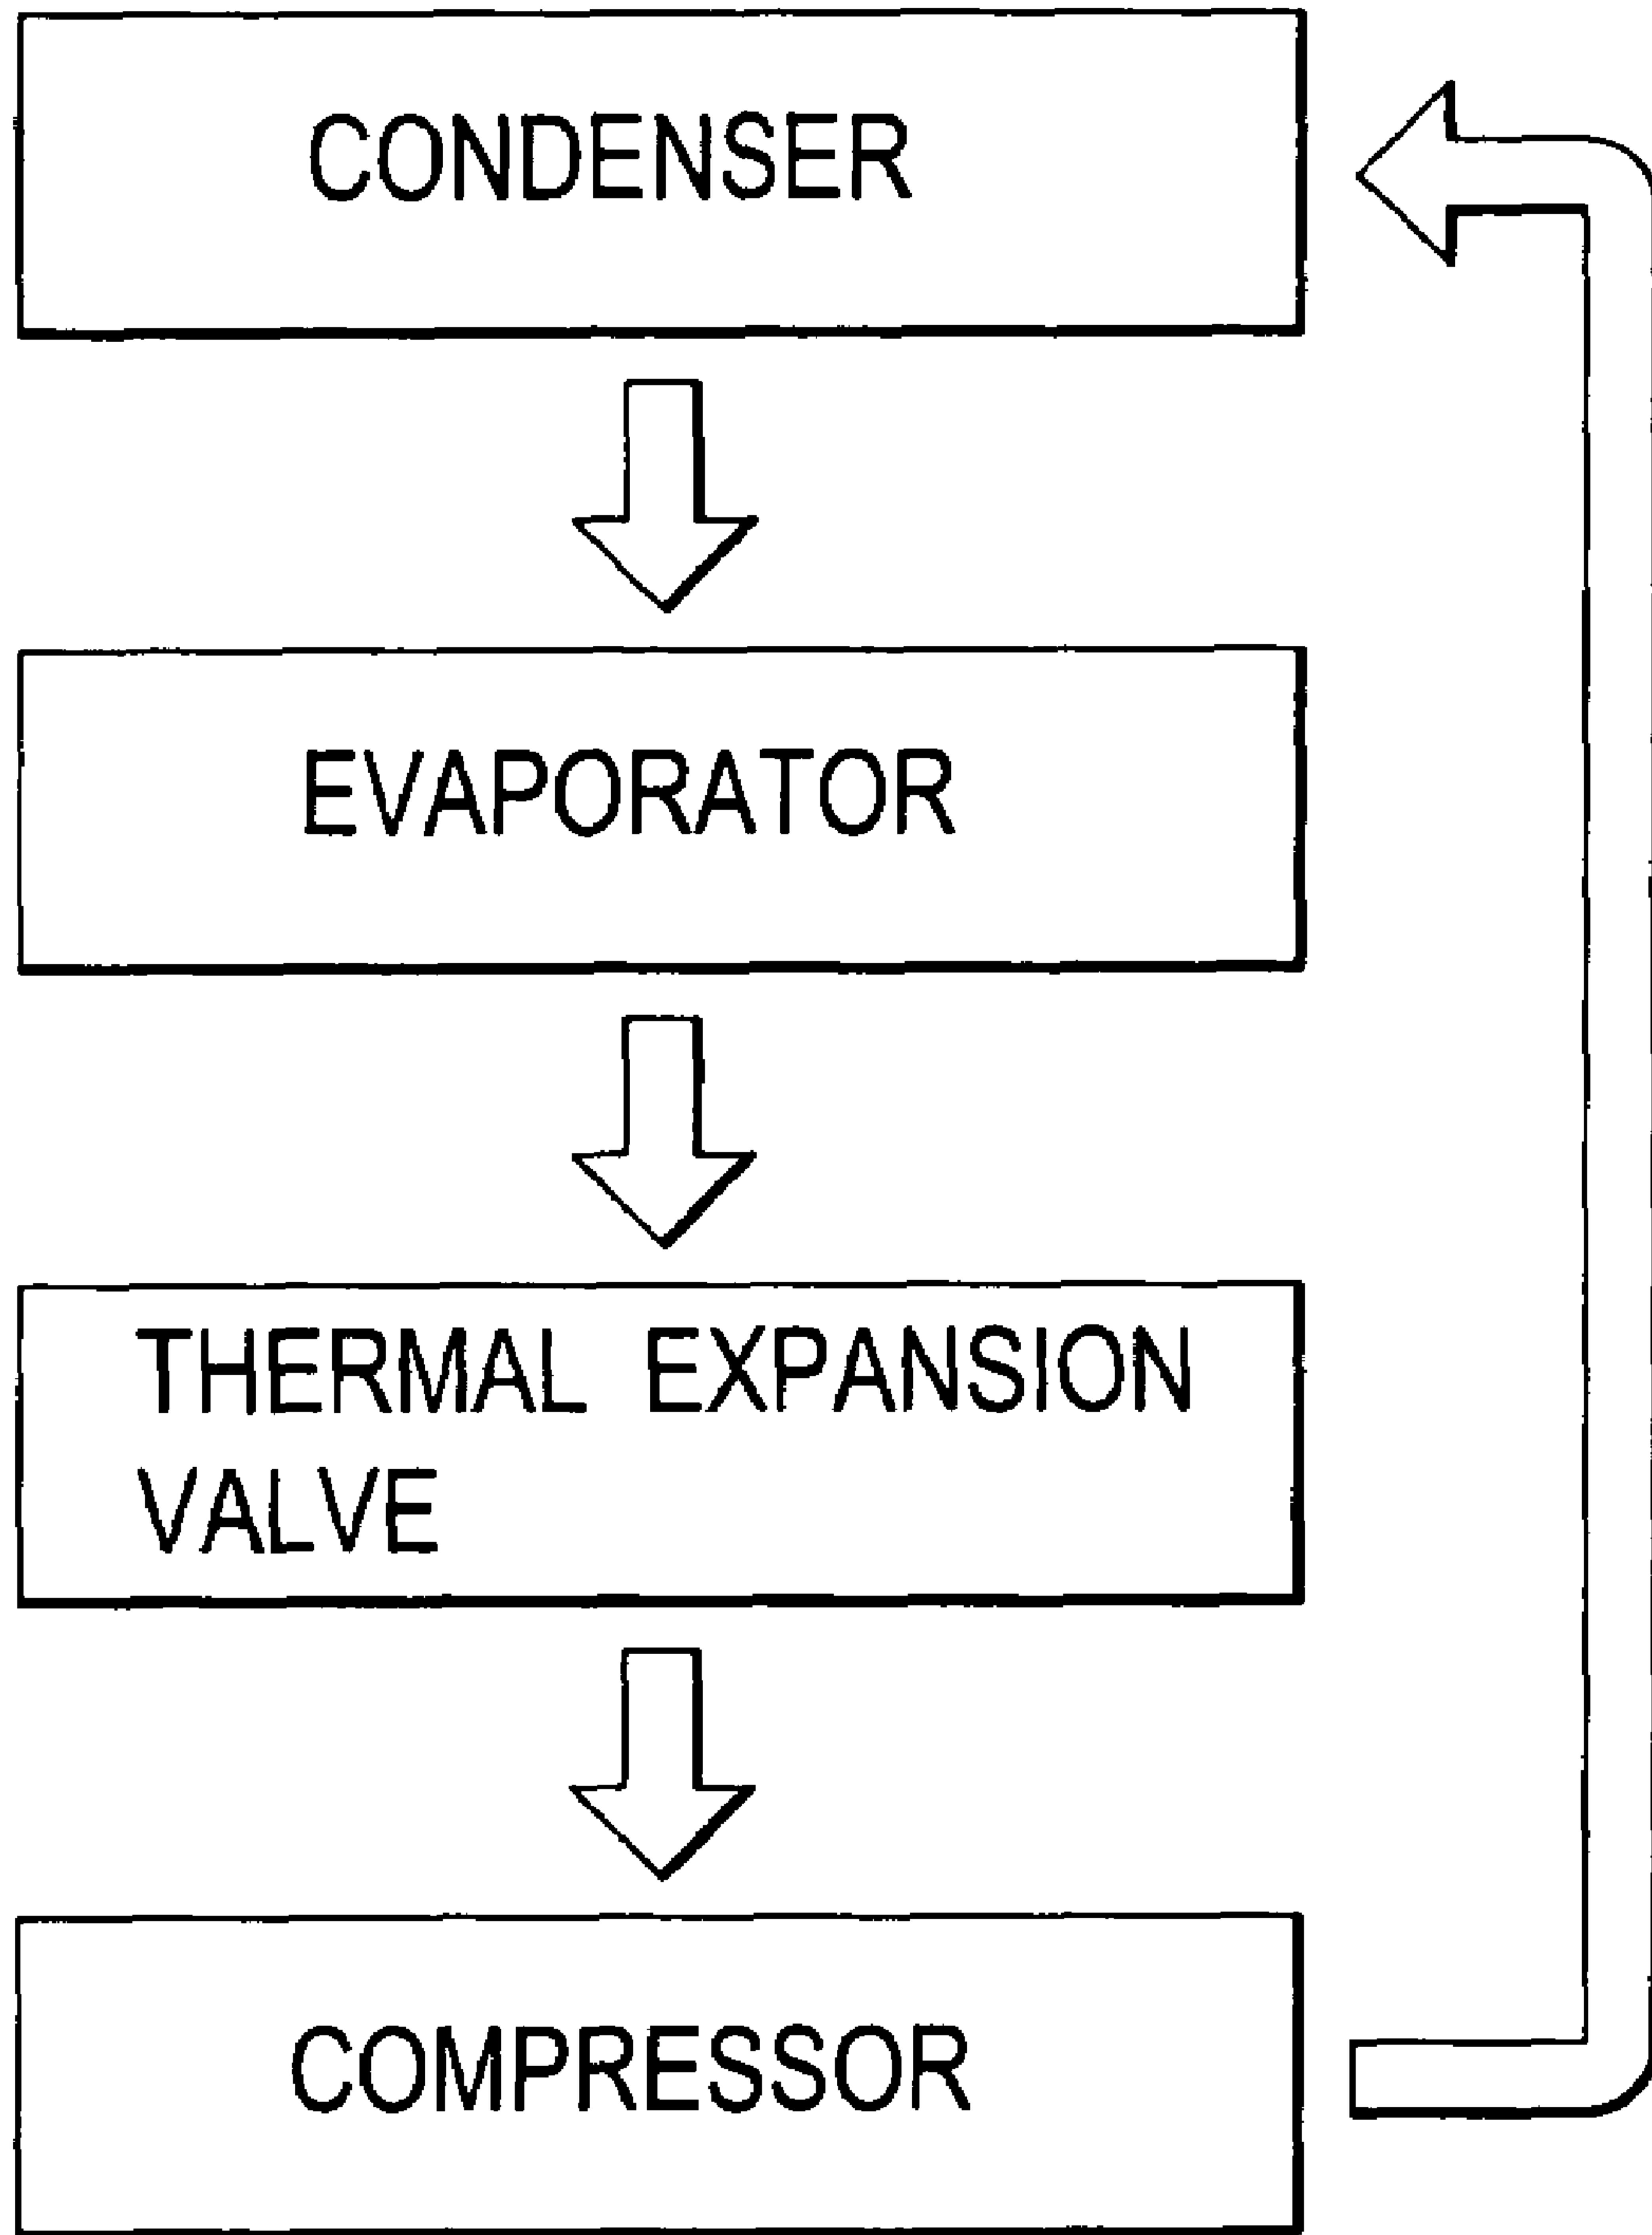 CONDENSER
EVAPORATOR
THERMAL EXPANSION
VALVE
COMPRESSOR